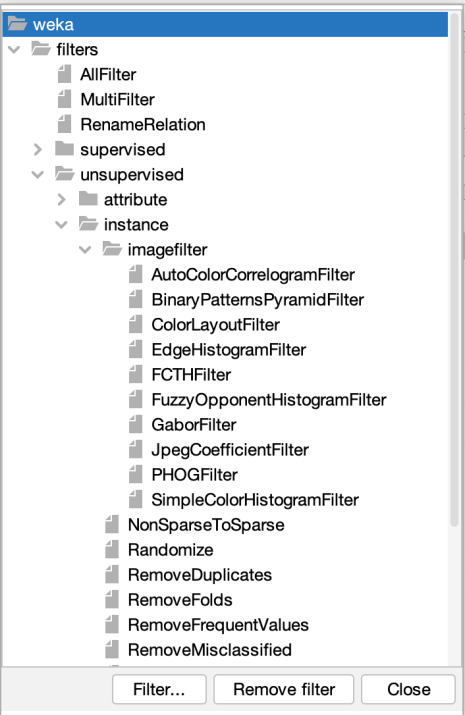 weka
filters
AllFilter
MultiFilter
RenameRelation
supervised
unsupervised
attribute
instance
imagefilter
AutoColorCorrelogramFilter
BinaryPatternsPyramidFilter
ColorLayoutFilter
EdgeHistogramFilter
FCTHFilter
FuzzyOpponentHistogramFilter
GaborFilter
JpegCoefficientFilter
PHOGFilter
SimpleColorHistogramFilter
NonSparseToSparse
Randomize
RemoveDuplicates
RemoveFolds
RemoveFrequentValues
RemoveMisclassified
Filter... Remove filter Close